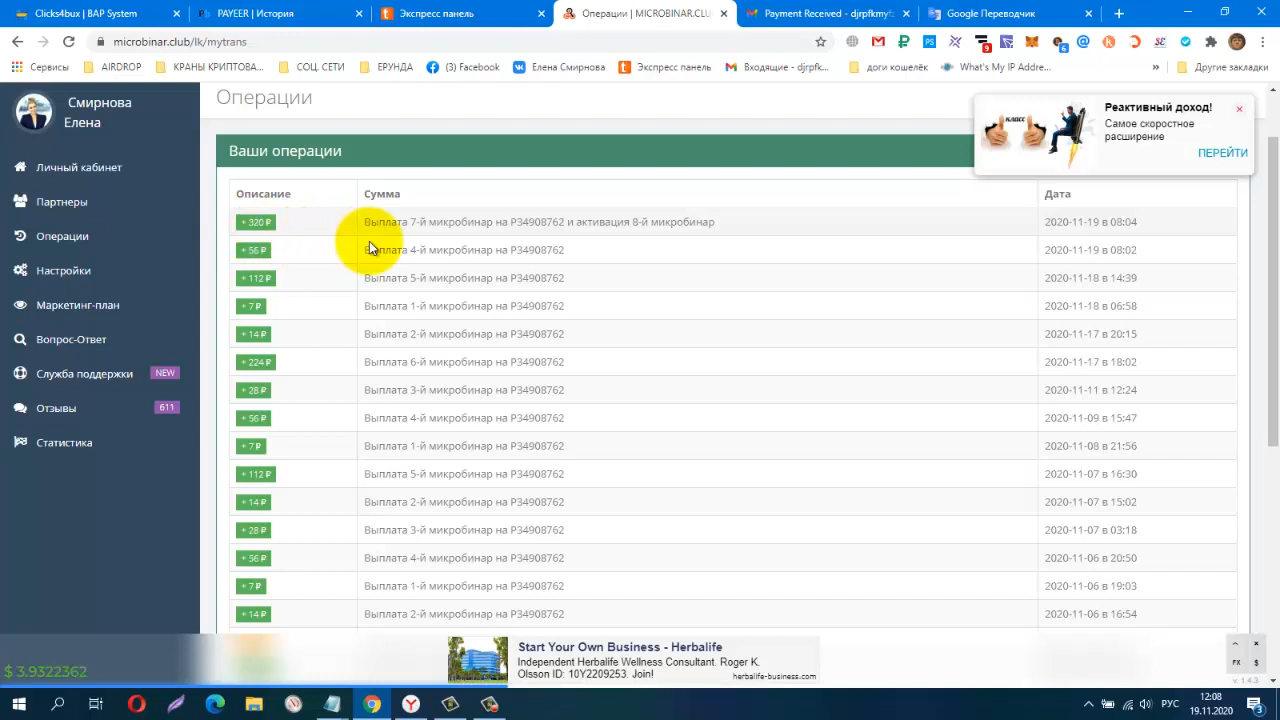 Clicks4bux | BAP System
PAYEER | История
Экспресс панель
Операции | MICROBINAR.CLU
Payment Received - djrpfkmyf
Google Переводчик
microbinar.club/lk/mytrans
Сервисы
AIRDROP
КРАНЫ КРИПТОВА...
СОЦ. СЕТИ
ЕРУНДА
(3) Facebook
Елена Смирнова
Экспресс панель
Входящие - djrpfk...
доги кошелёк
What's My IP Addre...
»
Другие закладки
Смирнова
Елена
Личный кабинет
Партнеры
Операции
Настройки
Маркетинг-план
Вопрос-Ответ
Служба поддержки NEW
Отзывы 611
Статистика
Операции
Реактивный доход!
Самое скоростное
расширение
ПЕРЕЙТИ
КЛАСС
Ваши операции
Описание Сумма Дата
+ 320 ₽ Выплата 7-й микробинар на P34908762 и активация 8-й микробинар 2020-11-19 в 08:04
+ 56 ₽ Выплата 4-й микробинар на P34908762 2020-11-19 в 08:02
+ 112 ₽ Выплата 5-й микробинар на P34908762 2020-11-18 в 14:39
+ 7 ₽ Выплата 1-й микробинар на P34908762 2020-11-18 в 06:58
+ 14 ₽ Выплата 2-й микробинар на P34908762 2020-11-17 в 20:15
+ 224 ₽ Выплата 6-й микробинар на P34908762 2020-11-17 в 18:02
+ 28 ₽ Выплата 3-й микробинар на P34908762 2020-11-11 в 12:24
+ 56 ₽ Выплата 4-й микробинар на P34908762 2020-11-09 в 15:47
+ 7 ₽ Выплата 1-й микробинар на P34908762 2020-11-08 в 21:56
+ 112 ₽ Выплата 5-й микробинар на P34908762 2020-11-07 в 16:30
+ 14 ₽ Выплата 2-й микробинар на P34908762 2020-11-07 в 15:02
+ 28 ₽ Выплата 3-й микробинар на P34908762 2020-11-07 в 03:18
+ 56 ₽ Выплата 4-й микробинар на P34908762 2020-11-06 в 20:50
+ 7 ₽ Выплата 1-й микробинар на P34908762 2020-11-06 в 19:03
+ 14 ₽ Выплата 2-й микробинар на P34908762 2020-11-06 в 16:54
$ 3.9322362
Start Your Own Business - Herbalife
Independent Herbalife Wellness Consultant. Roger K.
Olsson ID: 10Y2209253. Join!
herbalife-business.com
FX $
v: 1.4.3
РУС
12:08
19.11.2020